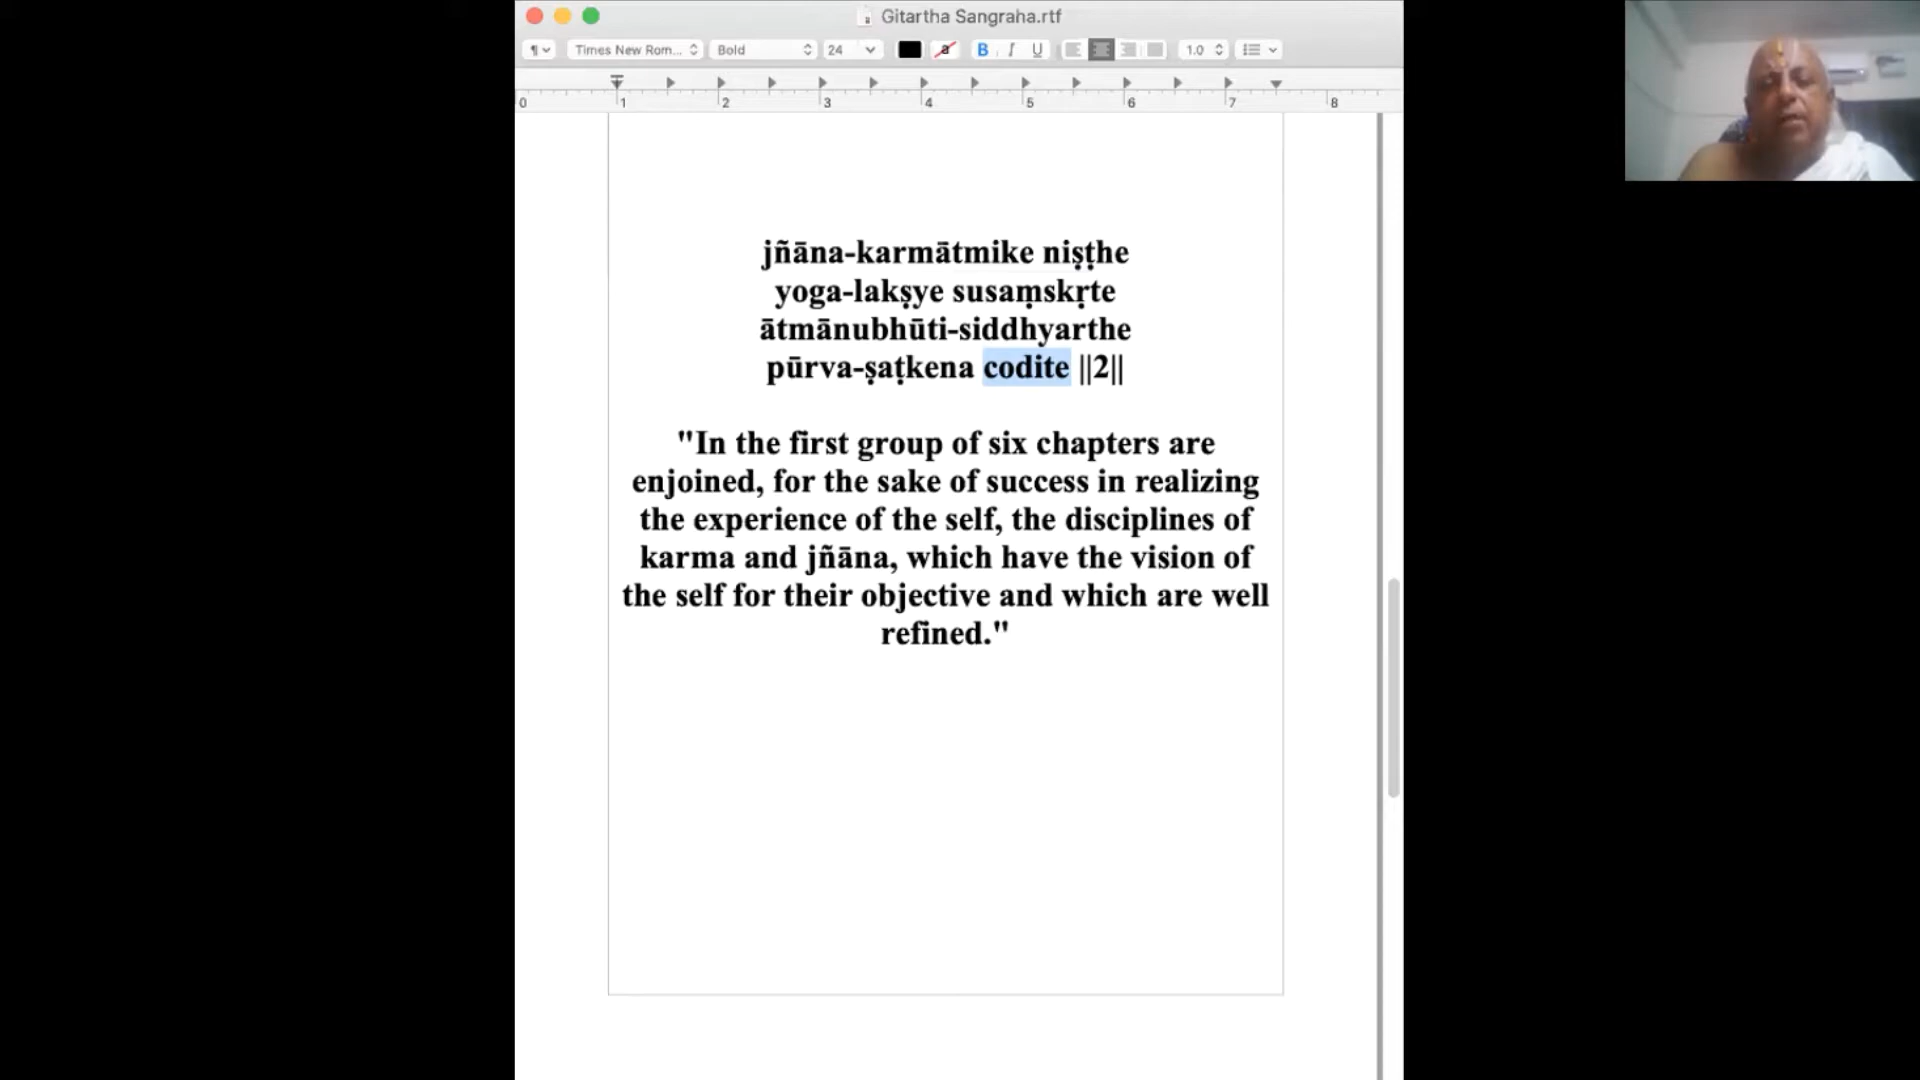 Gitartha Sangraha.rtf
¶ Times New Rom... Bold 24 a B I U 1.0
0 1 2 3 4 5 6 7 8
jñāna-karmātmike niṣṭhe
yoga-lakṣye susaṃskṛte
ātmānubhūti-siddhyarthe
pūrva-ṣaṭkena codite ||2||
"In the first group of six chapters are
enjoined, for the sake of success in realizing
the experience of the self, the disciplines of
karma and jñāna, which have the vision of
the self for their objective and which are well
refined."